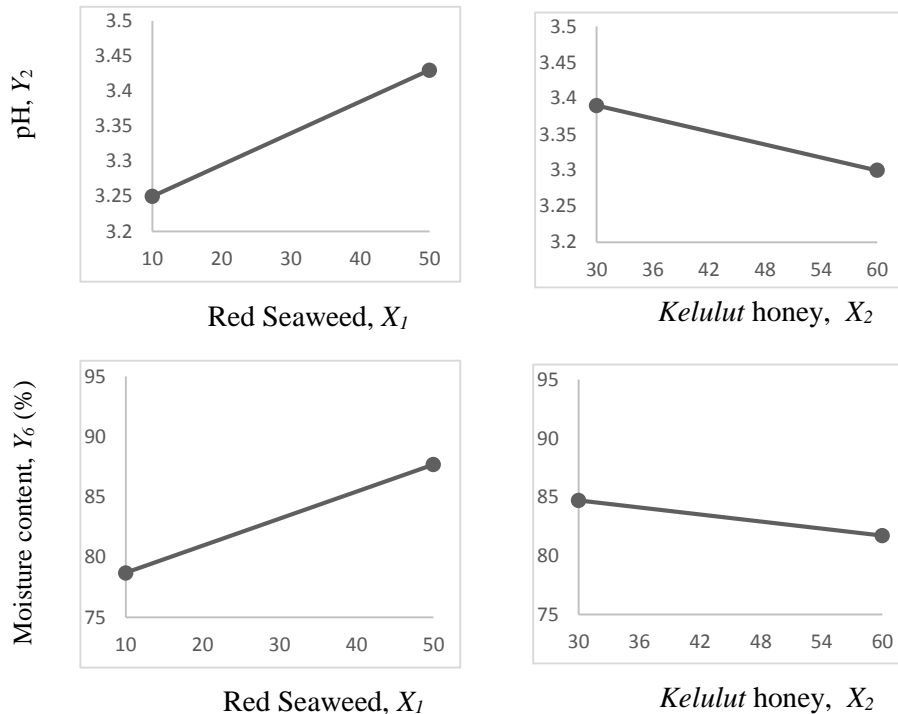 pH, Y2
3.5
3.45
3.4
3.35
3.3
3.25
3.2
10 20 30 40 50
Red Seaweed, X1
3.5
3.45
3.4
3.35
3.3
3.25
3.2
30 36 42 48 54 60
Kelulut honey, X2
Moisture content, Y6 (%)
95
90
85
80
75
10 20 30 40 50
Red Seaweed, X1
95
90
85
80
75
30 36 42 48 54 60
Kelulut honey, X2